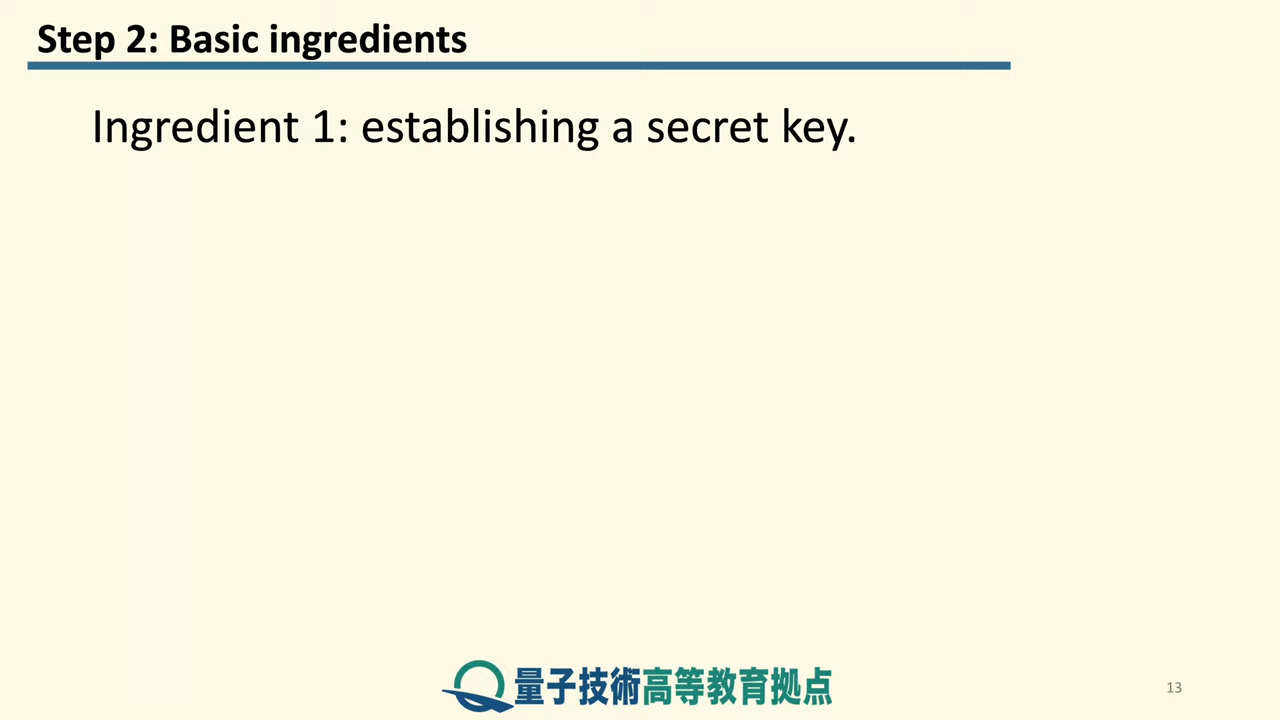 Step 2: Basic ingredients
Ingredient 1: establishing a secret key.
量子技術高等教育拠点
13